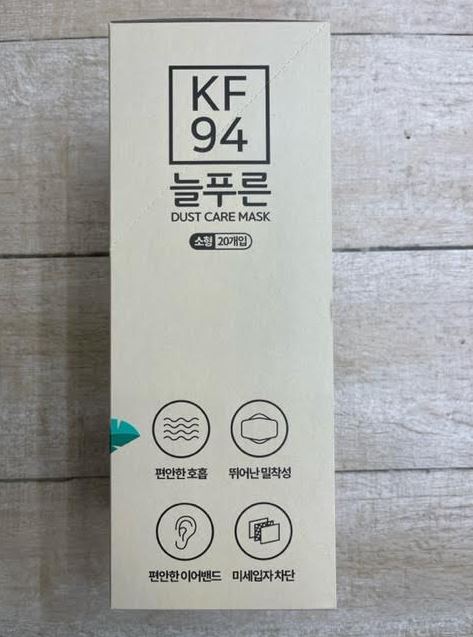 KF
94
늘푸른
DUST CARE MASK
소형 20개입
편안한 호흡
뛰어난 밀착성
편안한 이어밴드
미세입자 차단